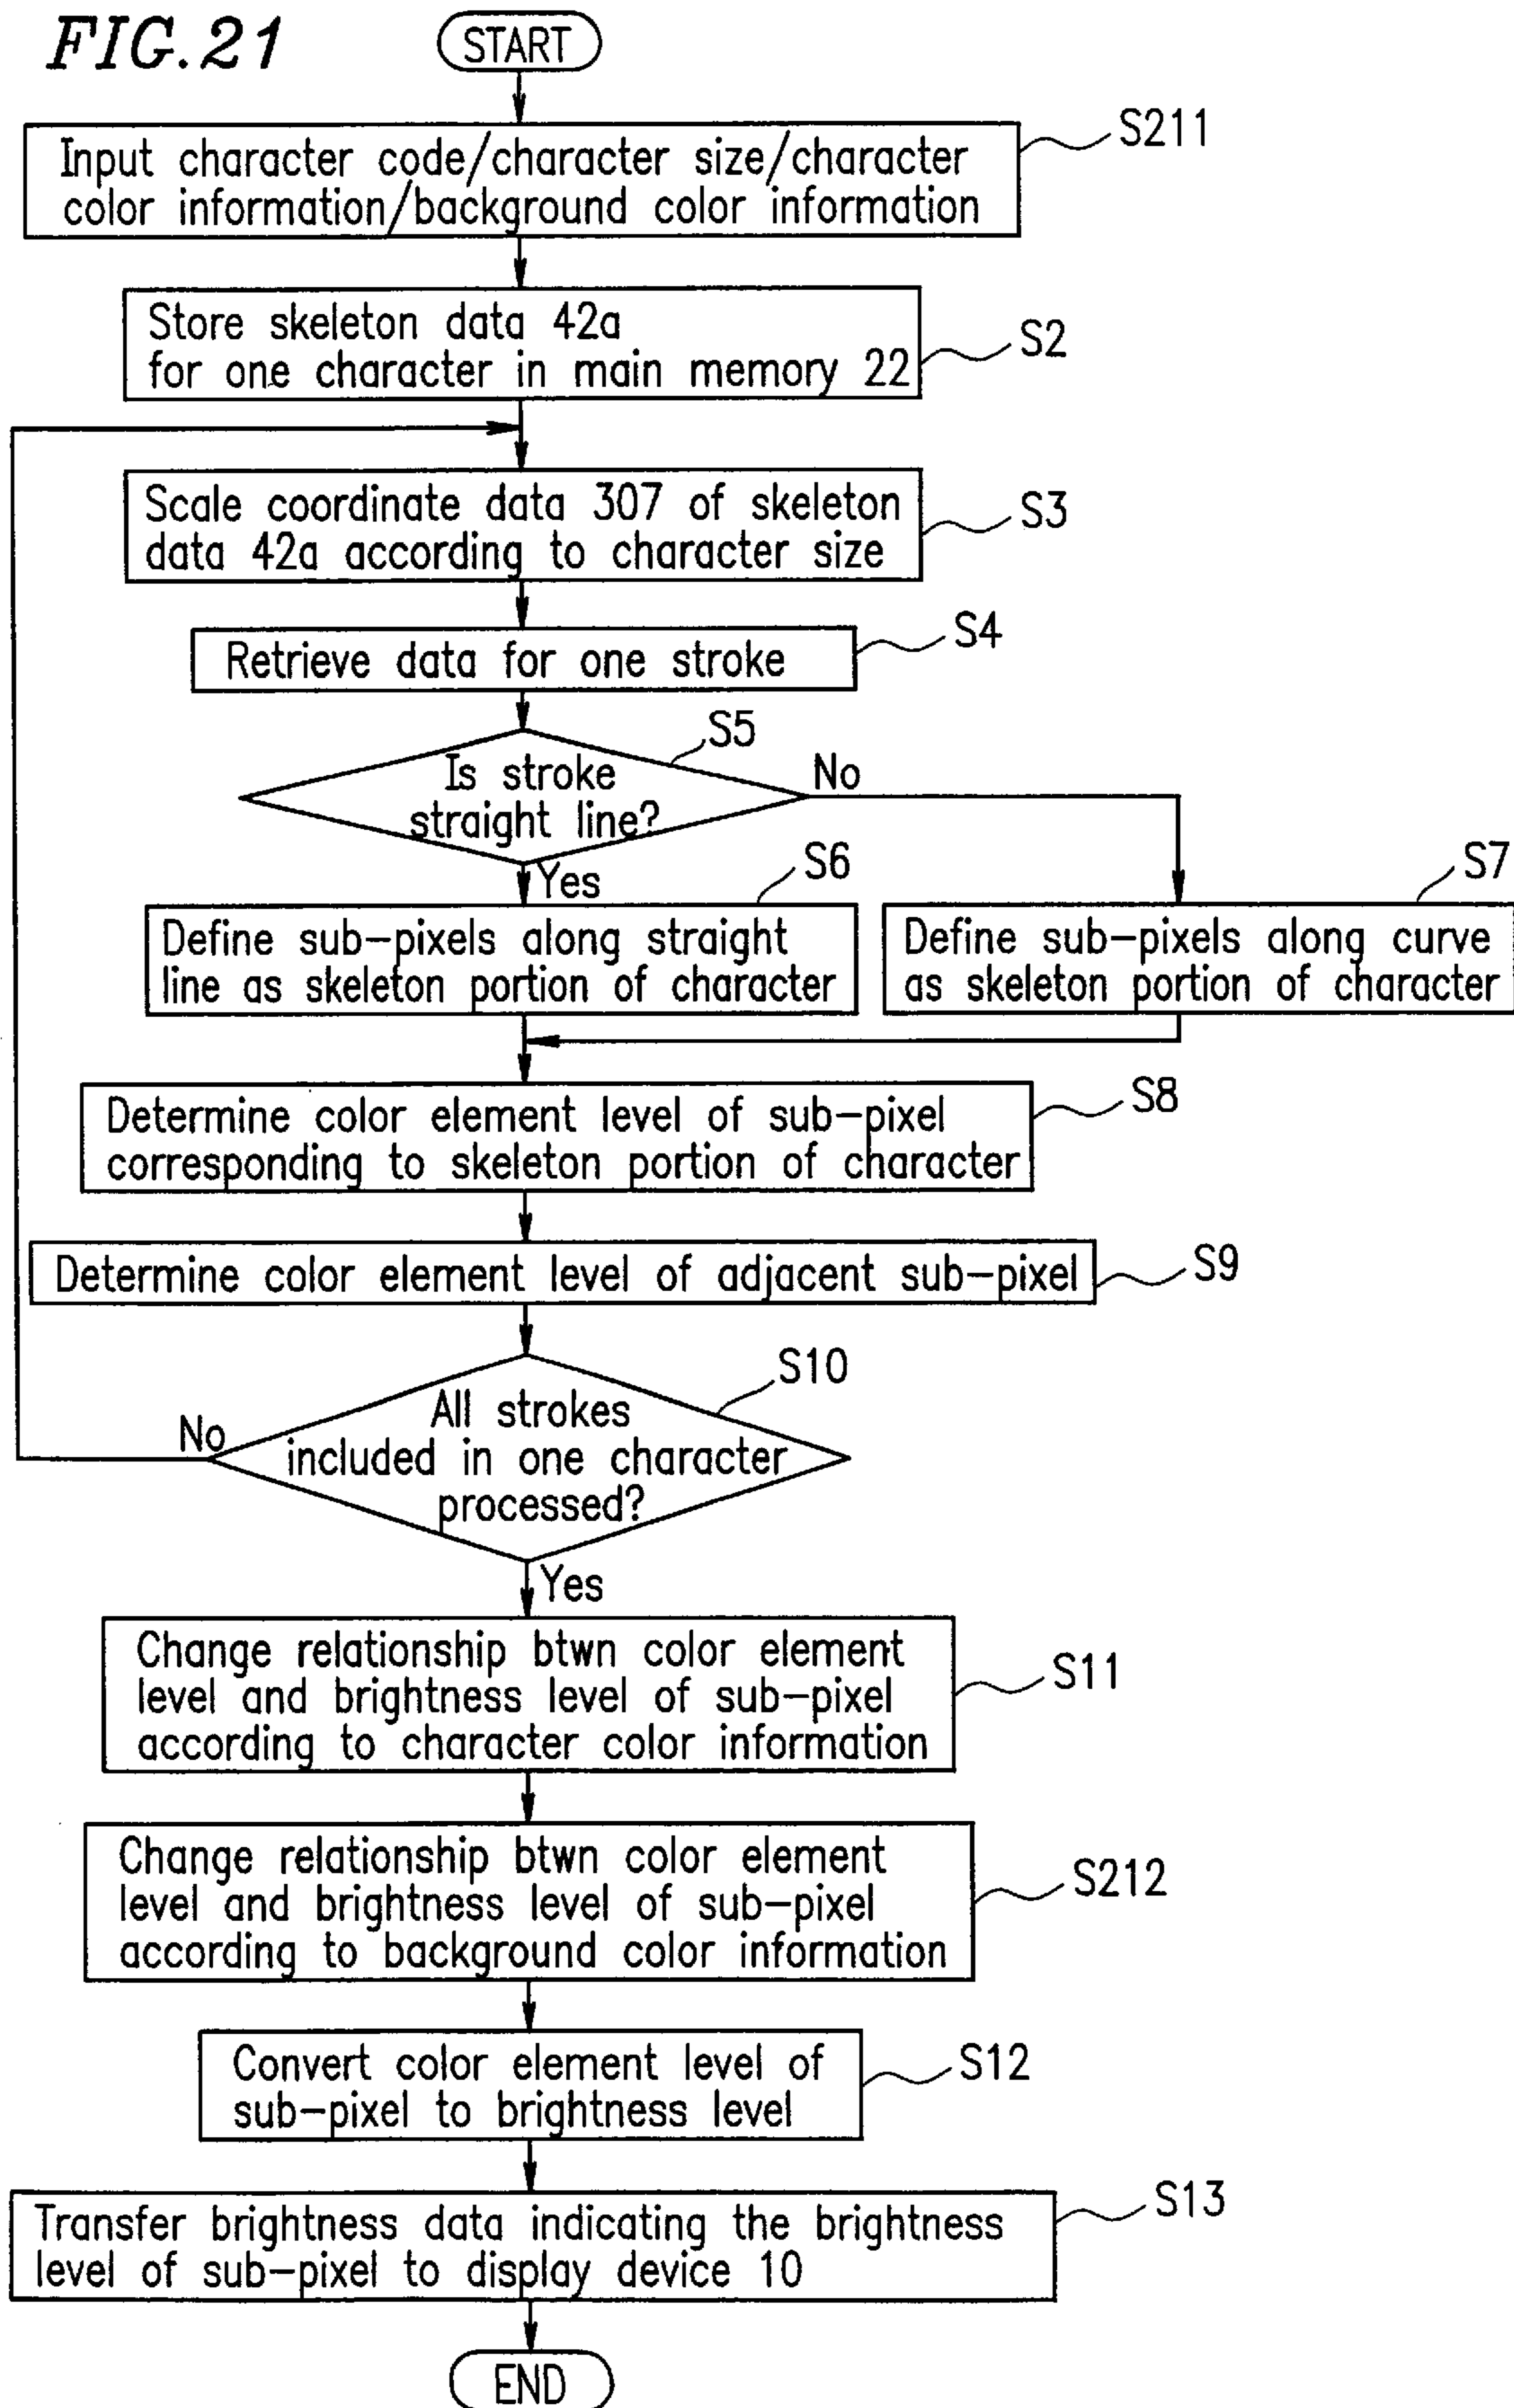 FIG.21
START
S211
Input character code/character size/character
color information/background color information
Store skeleton data 42a
for one character in main memory 22
S2
Scale coordinate data 307 of skeleton
data 42a according to character size
S3
Retrieve data for one stroke
S4
S5
Is stroke
straight line?
No
Yes
S6
S7
Define sub-pixels along straight
line as skeleton portion of character
Define sub-pixels along curve
as skeleton portion of character
S8
Determine color element level of sub-pixel
corresponding to skeleton portion of character
Determine color element level of adjacent sub-pixel
S9
S10
All strokes
included in one character
processed?
No
Yes
Change relationship btwn color element
level and brightness level of sub-pixel
according to character color information
S11
Change relationship btwn color element
level and brightness level of sub-pixel
according to background color information
S212
Convert color element level of
sub-pixel to brightness level
S12
S13
Transfer brightness data indicating the brightness
level of sub-pixel to display device 10
END